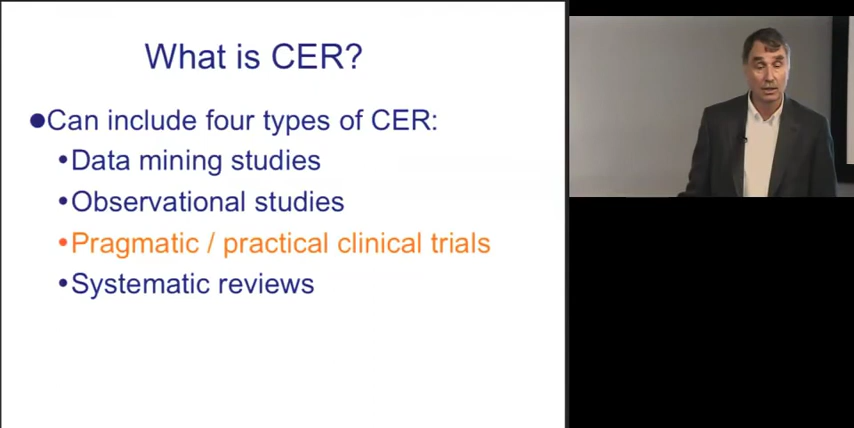 What is CER?
●Can include four types of CER:
•Data mining studies
•Observational studies
•Pragmatic / practical clinical trials
•Systematic reviews